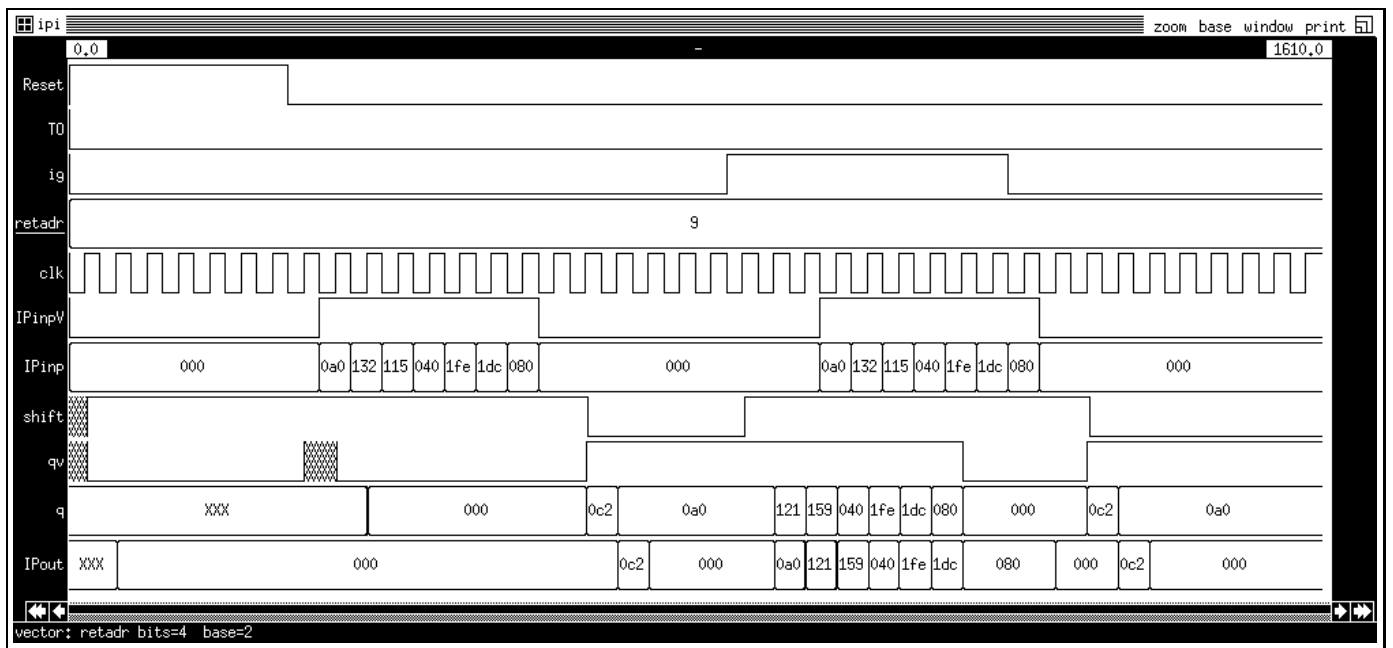 ipi zoom base window print
0.0 - 1610.0
Reset
T0
ig
retadr 9
clk
IPinpV
IPinp 000 0a0 132 115 040 1fe 1dc 080 000 0a0 132 115 040 1fe 1dc 080 000
shift
qv
q XXX 000 0c2 0a0 121 159 040 1fe 1dc 080 000 0c2 0a0
IPout XXX 000 0c2 000 0a0 121 159 040 1fe 1dc 080 000 0c2 000
vector: retadr bits=4 base=2